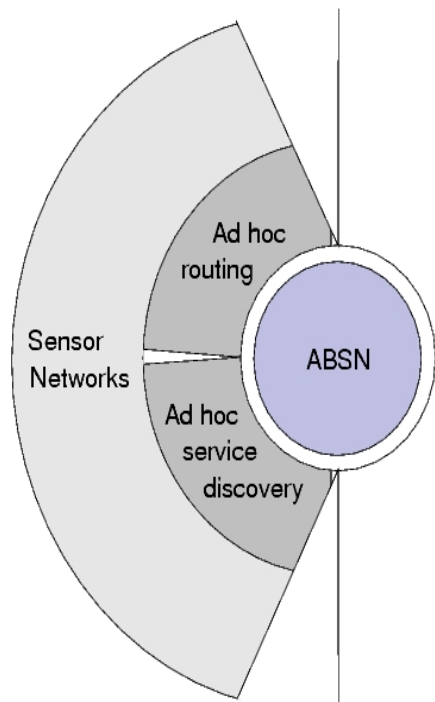 Ad hoc
routing
Sensor
Networks
ABSN
Ad hoc
service
discovery